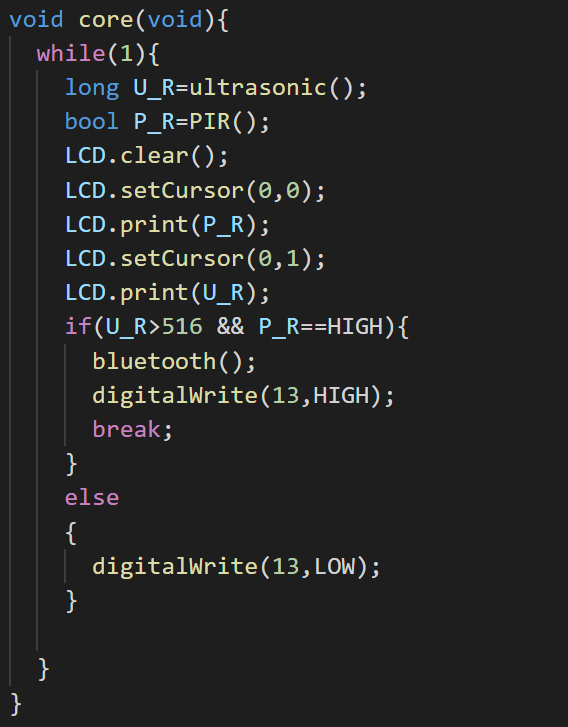 void core(void){
  while(1){
    long U_R=ultrasonic();
    bool P_R=PIR();
    LCD.clear();
    LCD.setCursor(0,0);
    LCD.print(P_R);
    LCD.setCursor(0,1);
    LCD.print(U_R);
    if(U_R>516 && P_R==HIGH){
      bluetooth();
      digitalWrite(13,HIGH);
      break;
    }
    else
    {
      digitalWrite(13,LOW);
    }
  }
}